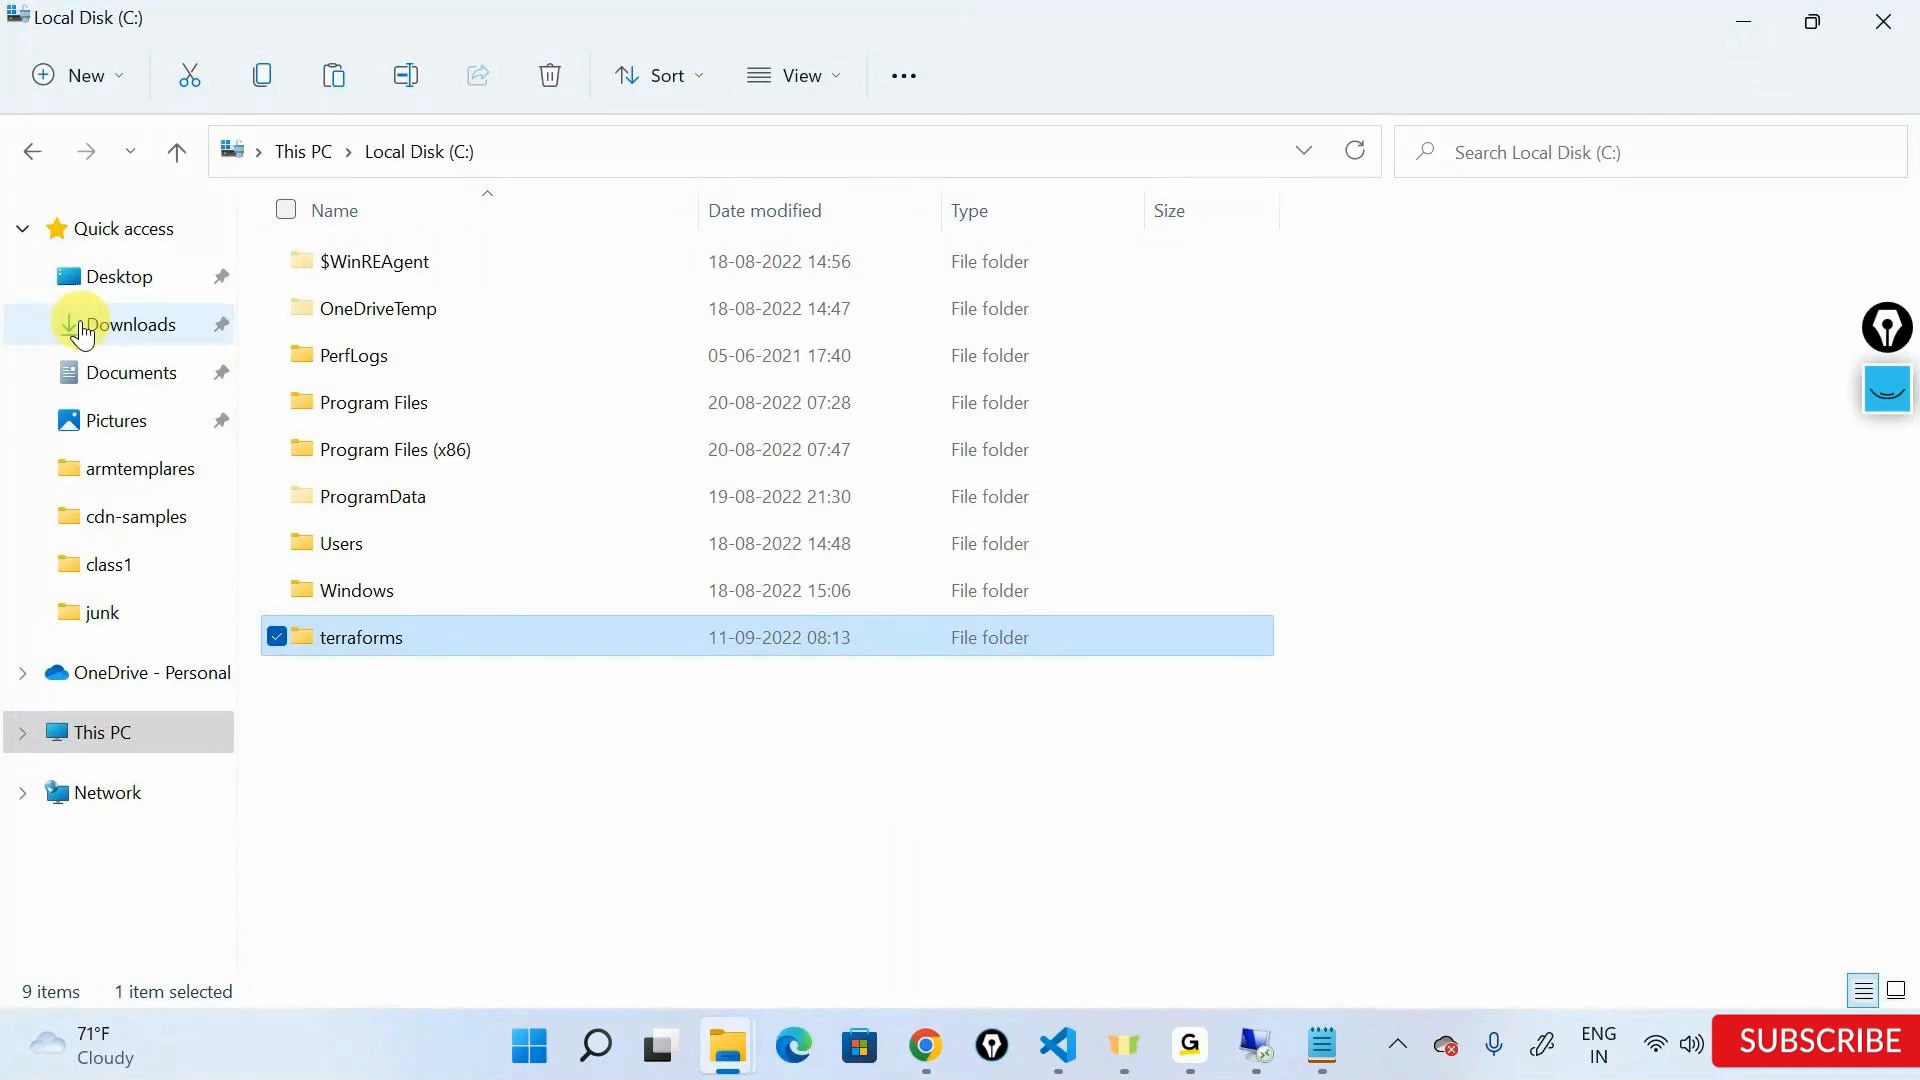 Local Disk (C:)
New
Sort
View
This PC
Local Disk (C:)
Search Local Disk (C:)
Name
Date modified
Type
Size
Quick access
Desktop
Downloads
Documents
Pictures
armtemplares
cdn-samples
class1
junk
OneDrive - Personal
This PC
Network
$WinREAgent 18-08-2022 14:56 File folder
OneDriveTemp 18-08-2022 14:47 File folder
PerfLogs 05-06-2021 17:40 File folder
Program Files 20-08-2022 07:28 File folder
Program Files (x86) 20-08-2022 07:47 File folder
ProgramData 19-08-2022 21:30 File folder
Users 18-08-2022 14:48 File folder
Windows 18-08-2022 15:06 File folder
terraforms 11-09-2022 08:13 File folder
9 items 1 item selected
71°F
Cloudy
G
ENG
IN
SUBSCRIBE